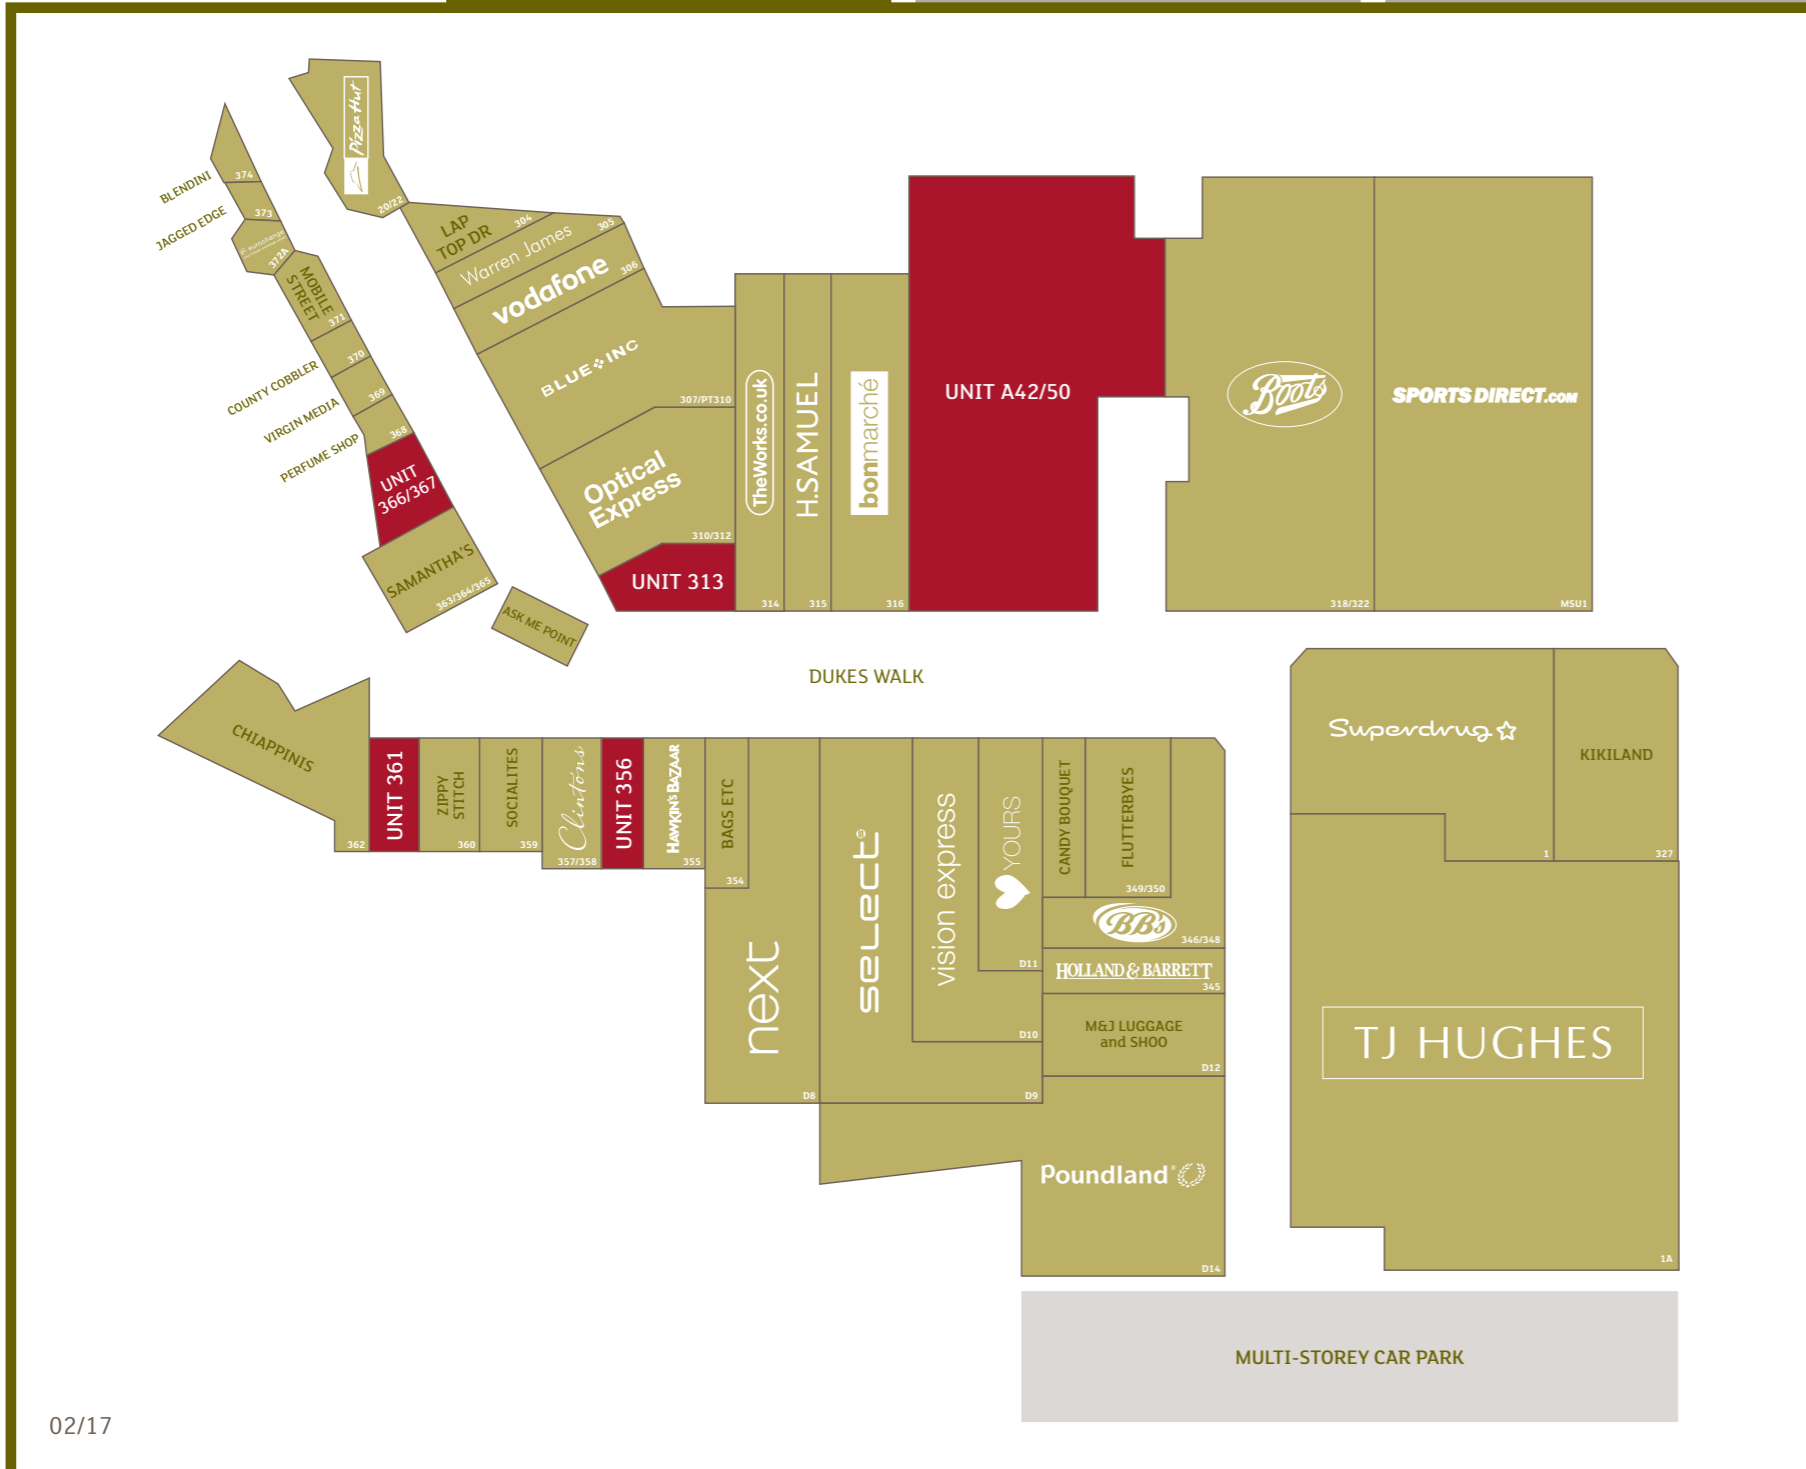 Pizza Hut
20/22
374
BLENDINI
373
JAGGED EDGE
eurochange
372A
MOBILE
STREET
371
370
COUNTY COBBLER
369
VIRGIN MEDIA
368
PERFUME SHOP
UNIT
366/367
SAMANTHA'S
363/364/365
ASK ME POINT
LAP
TOP DR
304
Warren James
305
vodafone
306
BLUE INC
307/PT310
Optical
Express
310/312
UNIT 313
TheWorks.co.uk
314
H.SAMUEL
315
bonmarché
316
UNIT A42/50
Boots
318/322
SPORTSDIRECT.COM
MSU1
DUKES WALK
CHIAPPINIS
362
UNIT 361
ZIPPY
STITCH
360
SOCIALITES
359
Clintons
357/358
UNIT 356
HAWKIN'S BAZAAR
355
BAGS ETC
354
next
D8
select®
D9
vision express
D10
YOURS
D11
CANDY BOUQUET
FLUTTERBYES
349/350
BB's
346/348
HOLLAND & BARRETT
345
M&J LUGGAGE
and SHOO
D12
Poundland®
D14
Superdrug
1
KIKILAND
327
TJ HUGHES
1A
MULTI-STOREY CAR PARK
02/17